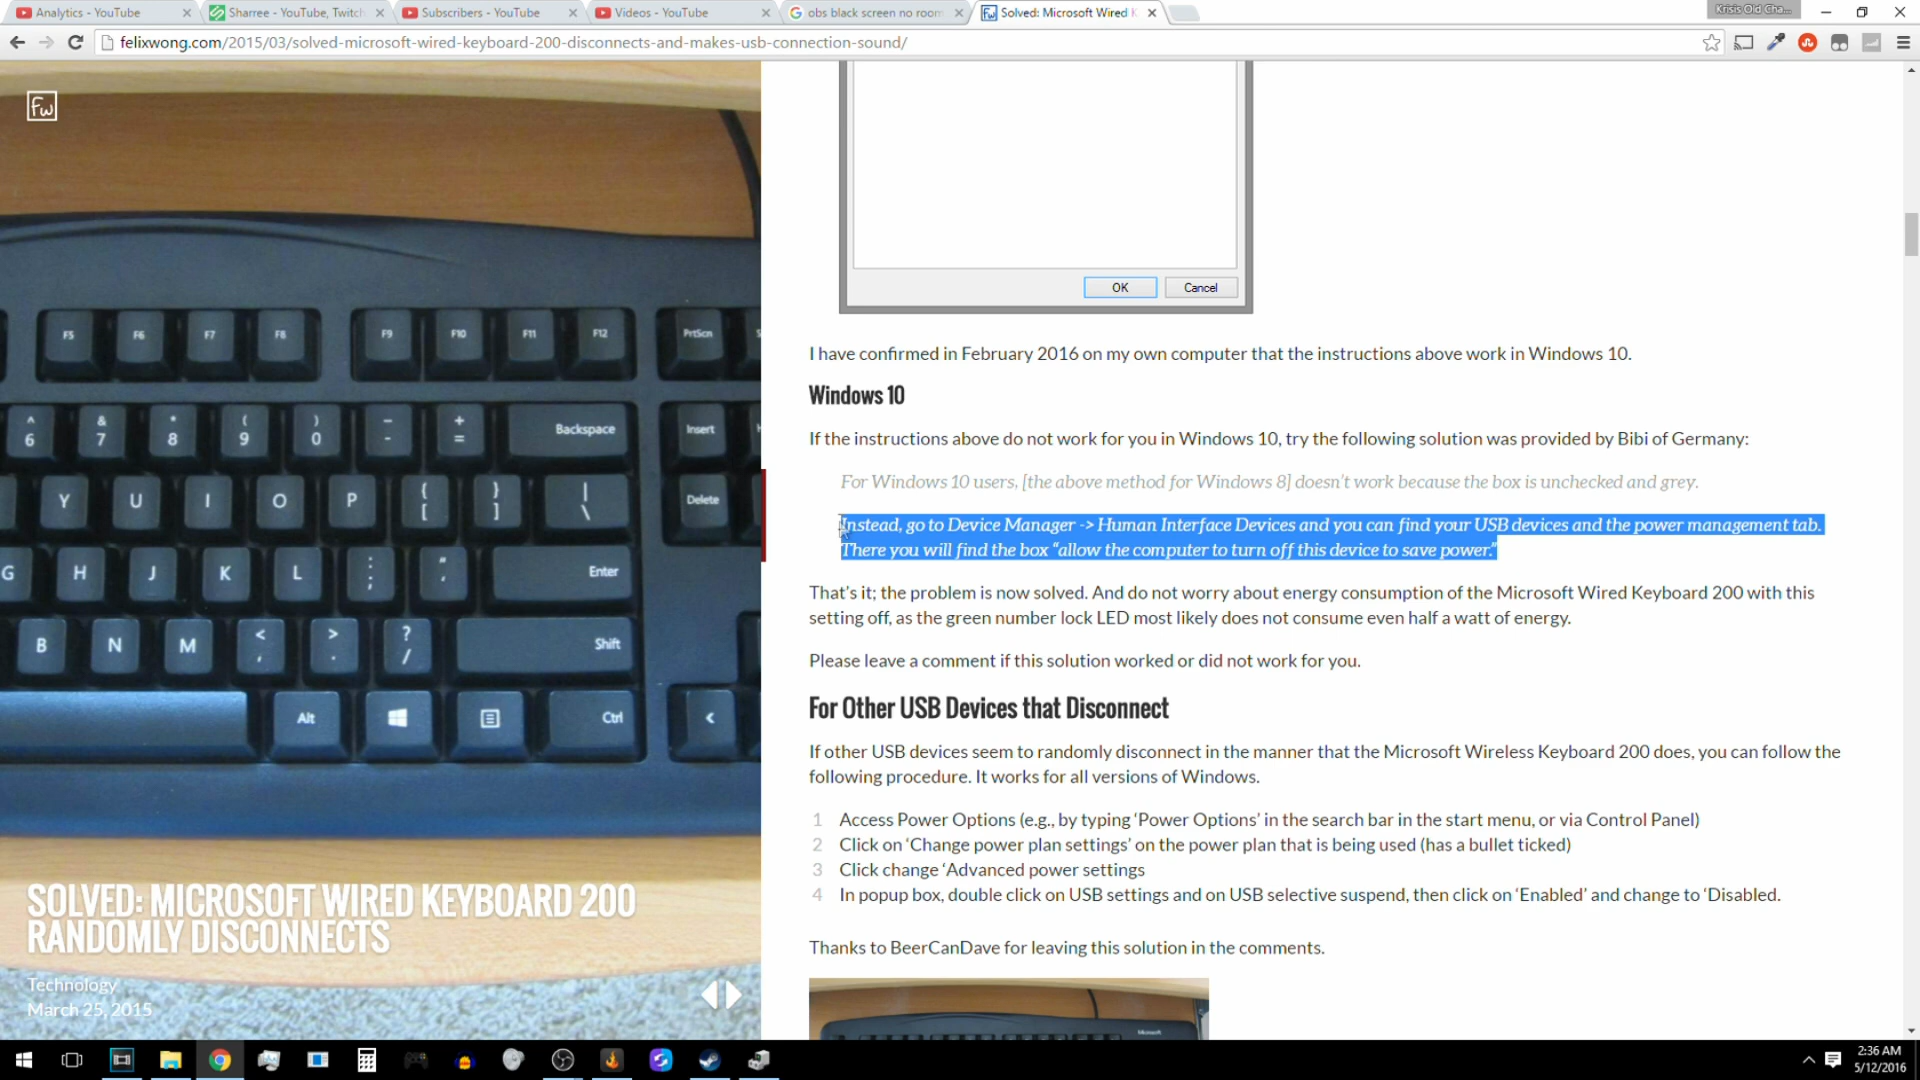 Analytics - YouTube
Sharree - YouTube, Twitch
Subscribers - YouTube
Videos - YouTube
obs black screen no room
Solved: Microsoft Wired K
Krisis Old Cha...
felixwong.com/2015/03/solved-microsoft-wired-keyboard-200-disconnects-and-makes-usb-connection-sound/
fw
F5 F6 F7 F8 F9 F10 F11 F12 PrtScn
^ 6 & 7 * 8 ( 9 ) 0 - - + = Backspace Insert
Y U I O P { [ } ] | \ Delete
G H J K L : ; " ' Enter
B N M < , > . ? / Shift
Alt Ctrl <
SOLVED: MICROSOFT WIRED KEYBOARD 200
RANDOMLY DISCONNECTS
Technology
March 25, 2015
OK Cancel
I have confirmed in February 2016 on my own computer that the instructions above work in Windows 10.
Windows 10
If the instructions above do not work for you in Windows 10, try the following solution was provided by Bibi of Germany:
For Windows 10 users, [the above method for Windows 8] doesn't work because the box is unchecked and grey.
Instead, go to Device Manager -> Human Interface Devices and you can find your USB devices and the power management tab.
There you will find the box “allow the computer to turn off this device to save power.”
That's it; the problem is now solved. And do not worry about energy consumption of the Microsoft Wired Keyboard 200 with this
setting off, as the green number lock LED most likely does not consume even half a watt of energy.
Please leave a comment if this solution worked or did not work for you.
For Other USB Devices that Disconnect
If other USB devices seem to randomly disconnect in the manner that the Microsoft Wireless Keyboard 200 does, you can follow the
following procedure. It works for all versions of Windows.
1 Access Power Options (e.g., by typing ‘Power Options’ in the search bar in the start menu, or via Control Panel)
2 Click on ‘Change power plan settings’ on the power plan that is being used (has a bullet ticked)
3 Click change ‘Advanced power settings
4 In popup box, double click on USB settings and on USB selective suspend, then click on ‘Enabled’ and change to ‘Disabled.
Thanks to BeerCanDave for leaving this solution in the comments.
Microsoft
2:36 AM
5/12/2016